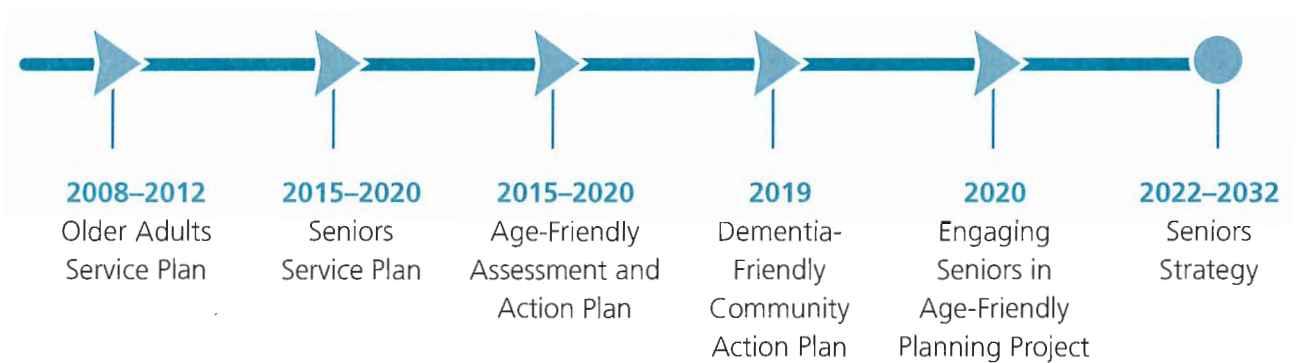 2008–2012
Older Adults
Service Plan
2015–2020
Seniors
Service Plan
2015–2020
Age-Friendly
Assessment and
Action Plan
2019
Dementia-
Friendly
Community
Action Plan
2020
Engaging
Seniors in
Age-Friendly
Planning Project
2022–2032
Seniors
Strategy